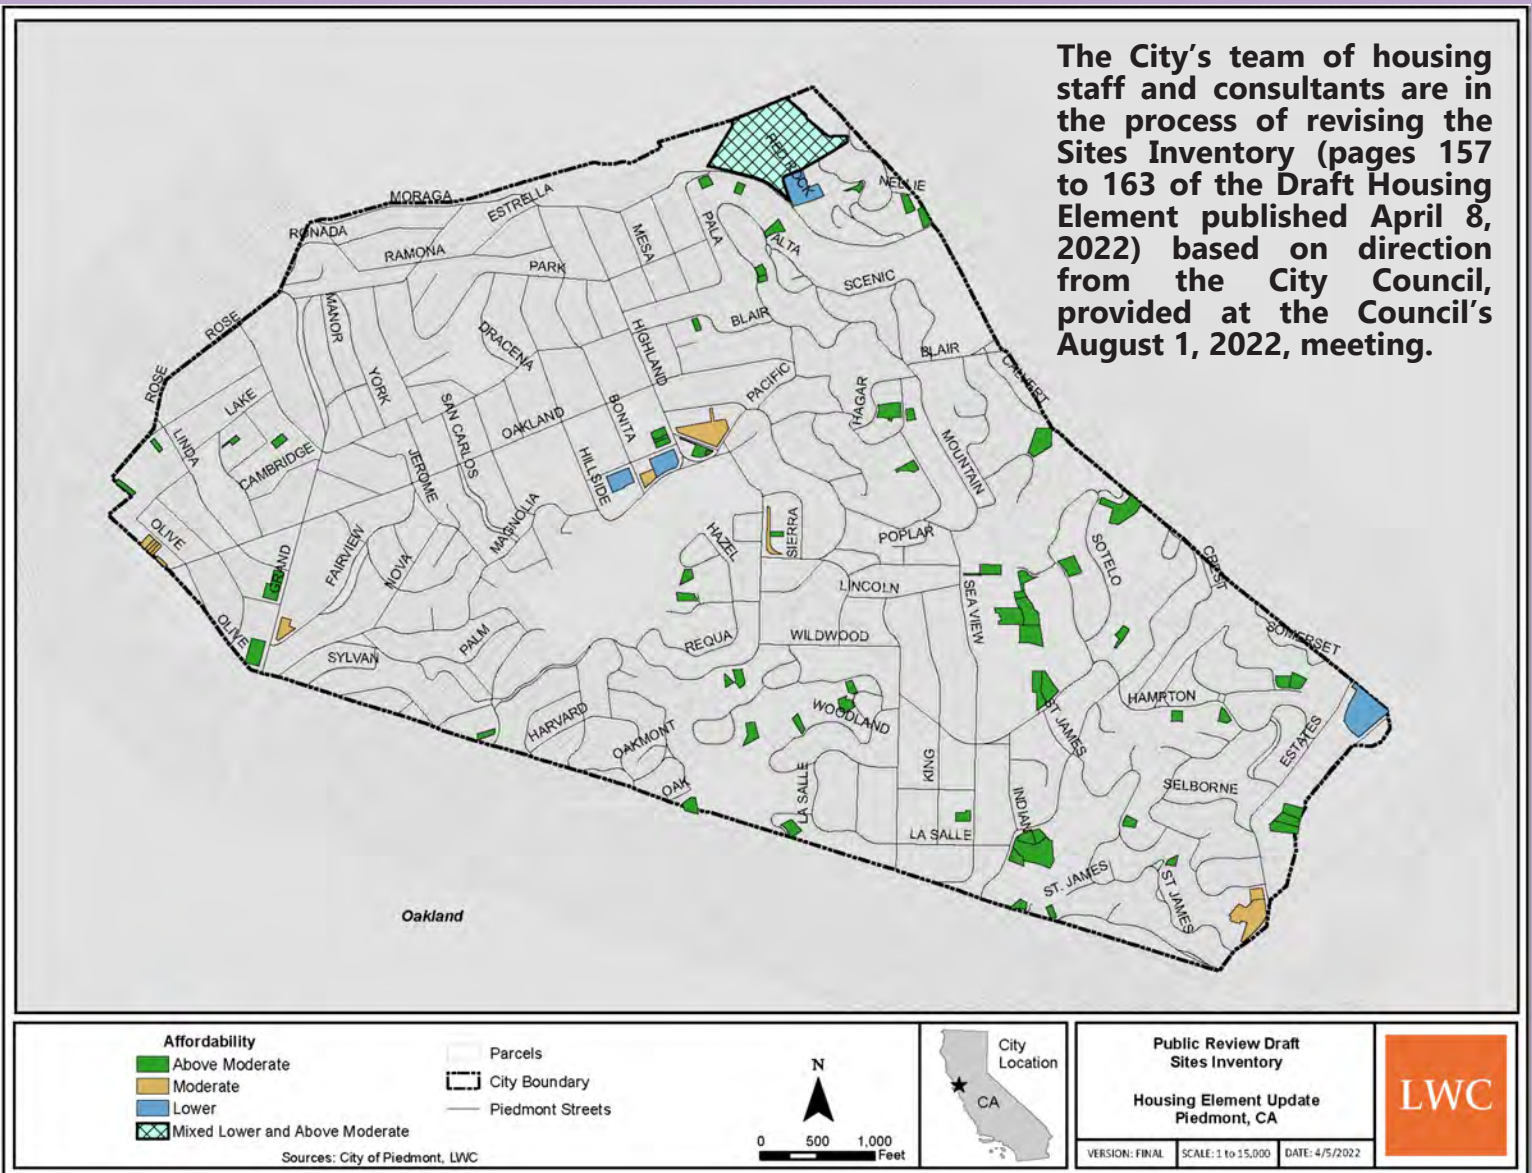 The City's team of housing
staff and consultants are in
the process of revising the
Sites Inventory (pages 157
to 163 of the Draft Housing
Element published April 8,
2022) based on direction
from the City Council,
provided at the Council's
August 1, 2022, meeting.
RED ROCK
NELLIE
MORAGA
ESTRELLA
RONADA
RAMONA
PARK
MESA
PALA
ALTA
SCENIC
ROSE
MANOR
DRACENA
HIGHLAND
BLAIR
BLAIR
CALVERT
ROSE
YORK
LAKE
LINDA
CAMBRIDGE
SAN CARLOS
OAKLAND
BONITA
PACIFIC
HAGAR
MOUNTAIN
JEROME
HILLSIDE
MAGNOLIA
OLIVE
GRAND
FAIRVIEW
NOVA
HAZEL
SIERRA
POPLAR
SOTELO
CREST
LINCOLN
SEA VIEW
OLIVE
SYLVAN
PALM
REQUA
WILDWOOD
SOMERSET
HARVARD
OAKMONT
WOODLAND
ST JAMES
HAMPTON
ESTATES
OAK
LA SALLE
KING
INDIAN
SELBORNE
LA SALLE
ST. JAMES
ST JAMES
Oakland
Affordability
Above Moderate
Moderate
Lower
Mixed Lower and Above Moderate
Parcels
City Boundary
Piedmont Streets
Sources: City of Piedmont, LWC
N
0 500 1,000
Feet
City
Location
CA
Public Review Draft
Sites Inventory
Housing Element Update
Piedmont, CA
VERSION: FINAL
SCALE: 1 to 15,000
DATE: 4/5/2022
LWC